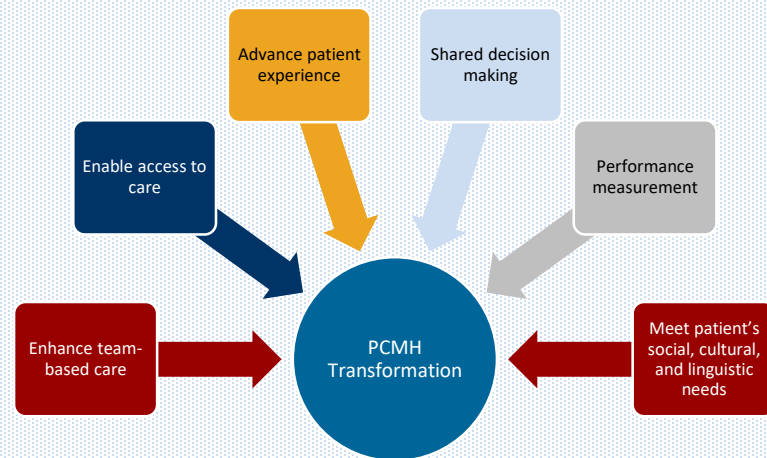 Advance patient
experience
Shared decision
making
Enable access to
care
Performance
measurement
Enhance team-
based care
PCMH
Transformation
Meet patient’s
social, cultural,
and linguistic
needs